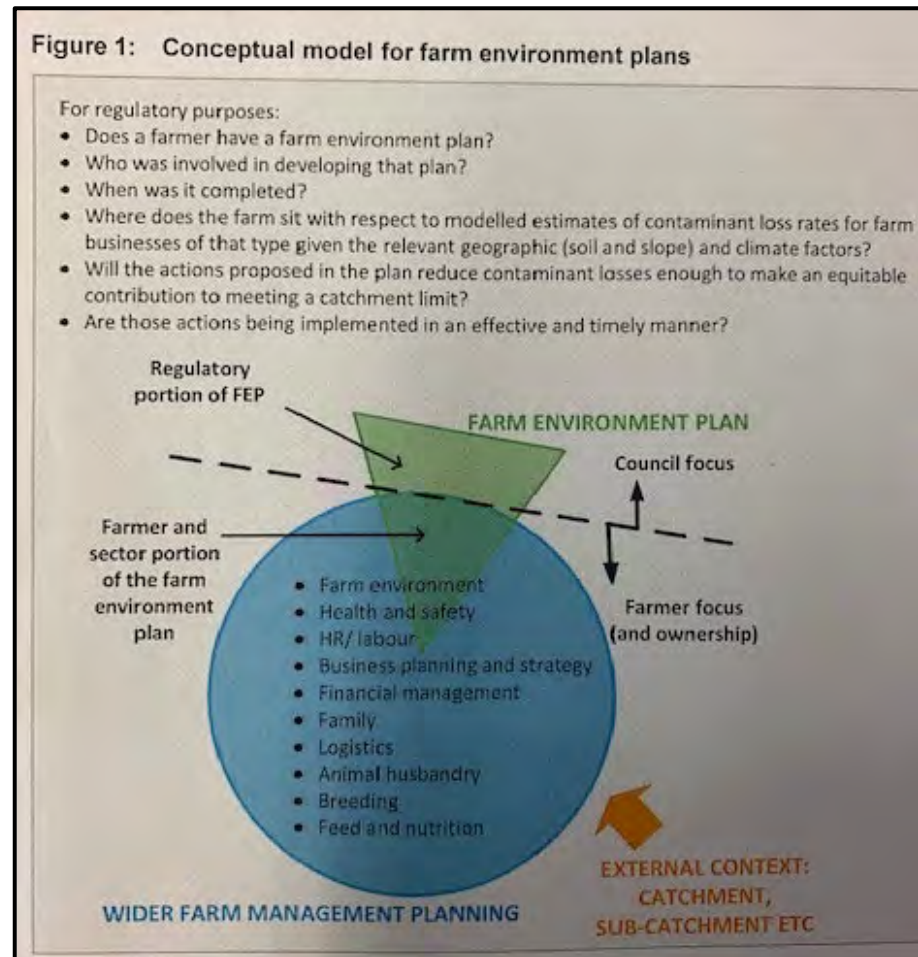 Figure 1: Conceptual model for farm environment plans
For regulatory purposes:
• Does a farmer have a farm environment plan?
• Who was involved in developing that plan?
• When was it completed?
• Where does the farm sit with respect to modelled estimates of contaminant loss rates for farm
businesses of that type given the relevant geographic (soil and slope) and climate factors?
• Will the actions proposed in the plan reduce contaminant losses enough to make an equitable
contribution to meeting a catchment limit?
• Are those actions being implemented in an effective and timely manner?
Regulatory
portion of FEP
FARM ENVIRONMENT PLAN
Council focus
Farmer and
sector portion
of the farm
environment
plan
Farmer focus
(and ownership)
• Farm environment
• Health and safety
• HR/ labour
• Business planning and strategy
• Financial management
• Family
• Logistics
• Animal husbandry
• Breeding
• Feed and nutrition
EXTERNAL CONTEXT:
CATCHMENT,
SUB-CATCHMENT ETC
WIDER FARM MANAGEMENT PLANNING